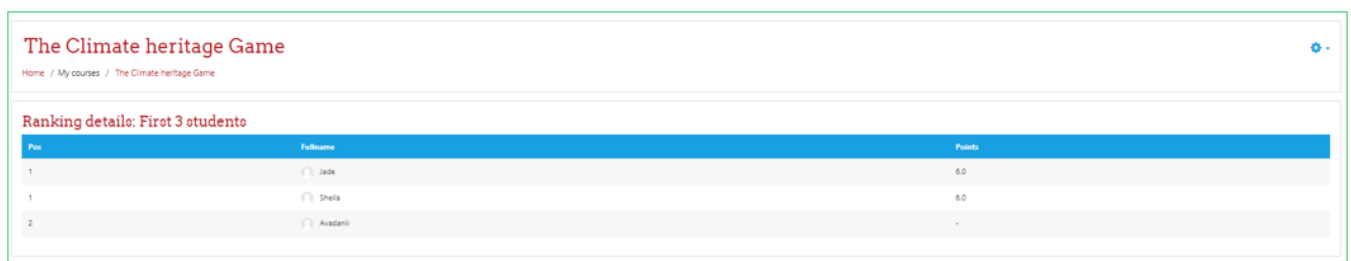 The Climate heritage Game
Home / My courses / The Climate heritage Game
Ranking details: First 3 students
Pos Fullname Points
1 Jade 6.0
1 Sheila 6.0
2 Avadanil -